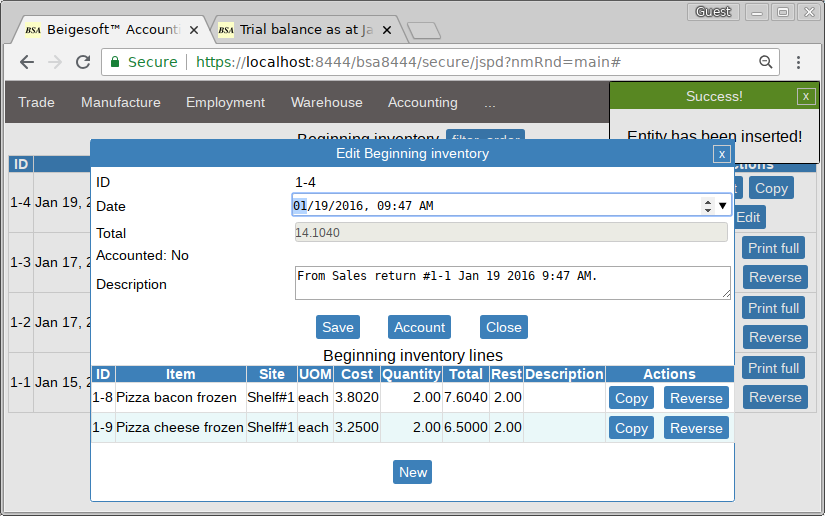 Guest
BSA Beigesoft™ Accounti
BSA Trial balance as at Ja
Secure https://localhost:8444/bsa8444/secure/jspd?nmRnd=main#
Trade Manufacture Employment Warehouse Accounting ...
Success! x
Entity has been inserted!
Beginning inventory filter, order
ID Actions
1-4 Jan 19, 2 t Copy
Edit
1-3 Jan 17, 2 Print full
Reverse
1-2 Jan 17, 2 Print full
Reverse
1-1 Jan 15, 2 Print full
Reverse
Edit Beginning inventory x
ID 1-4
Date 01/19/2016, 09:47 AM
Total 14.1040
Accounted: No
Description From Sales return #1-1 Jan 19 2016 9:47 AM.
Save Account Close
Beginning inventory lines
ID Item Site UOM Cost Quantity Total Rest Description Actions
1-8 Pizza bacon frozen Shelf#1 each 3.8020 2.00 7.6040 2.00 Copy Reverse
1-9 Pizza cheese frozen Shelf#1 each 3.2500 2.00 6.5000 2.00 Copy Reverse
New